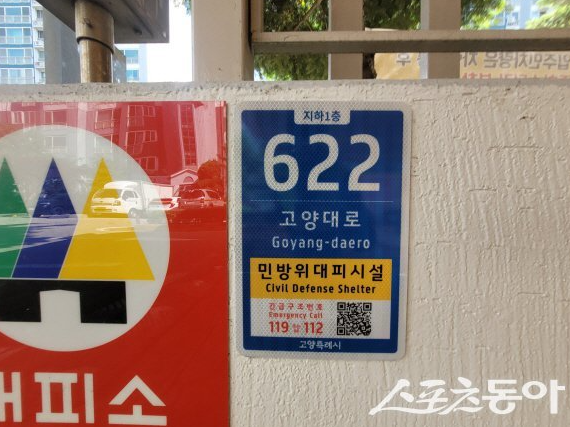 지하1층
622
고양대로
Goyang-daero
민방위대피시설
Civil Defense Shelter
긴급구조번호
Emergency Call
119 및 112
고양특례시
대피소
스포츠동아